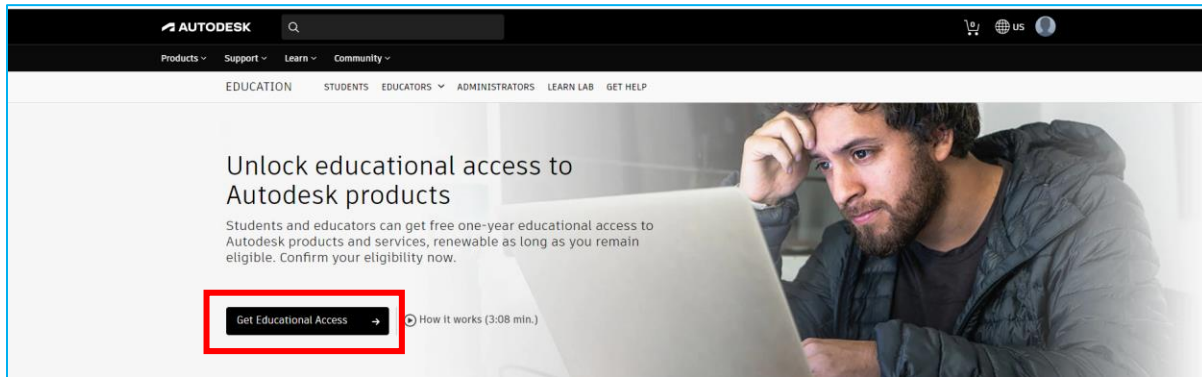 AUTODESK
US
Products Support Learn Community
EDUCATION STUDENTS EDUCATORS ADMINISTRATORS LEARN LAB GET HELP
Unlock educational access to
Autodesk products
Students and educators can get free one-year educational access to
Autodesk products and services, renewable as long as you remain
eligible. Confirm your eligibility now.
Get Educational Access → How it works (3:08 min.)